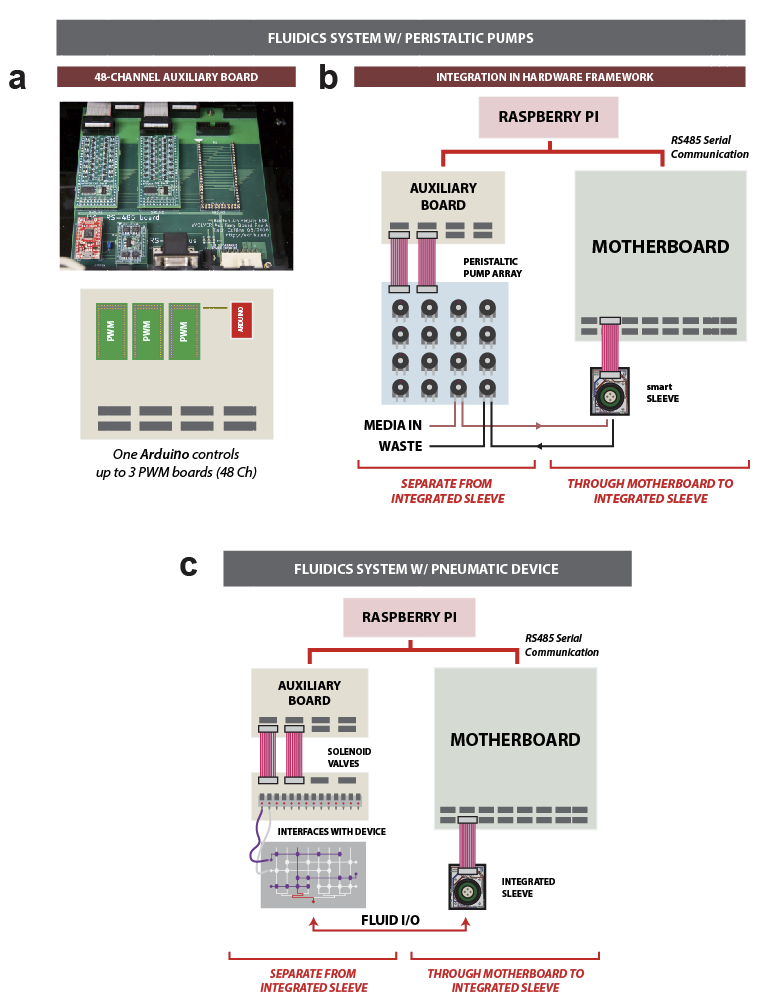 FLUIDICS SYSTEM W/ PERISTALTIC PUMPS
a
48-CHANNEL AUXILIARY BOARD
RS-485 board
PWM
PWM
PWM
ARDUINO
One Arduino controls
up to 3 PWM boards (48 Ch)
b
INTEGRATION IN HARDWARE FRAMEWORK
RASPBERRY PI
RS485 Serial
Communication
AUXILIARY
BOARD
MOTHERBOARD
PERISTALTIC
PUMP ARRAY
smart
SLEEVE
MEDIA IN
WASTE
SEPARATE FROM
INTEGRATED SLEEVE
THROUGH MOTHERBOARD TO
INTEGRATED SLEEVE
c
FLUIDICS SYSTEM W/ PNEUMATIC DEVICE
RASPBERRY PI
RS485 Serial
Communication
AUXILIARY
BOARD
MOTHERBOARD
SOLENOID
VALVES
INTERFACES WITH DEVICE
INTEGRATED
SLEEVE
FLUID I/O
SEPARATE FROM
INTEGRATED SLEEVE
THROUGH MOTHERBOARD TO
INTEGRATED SLEEVE